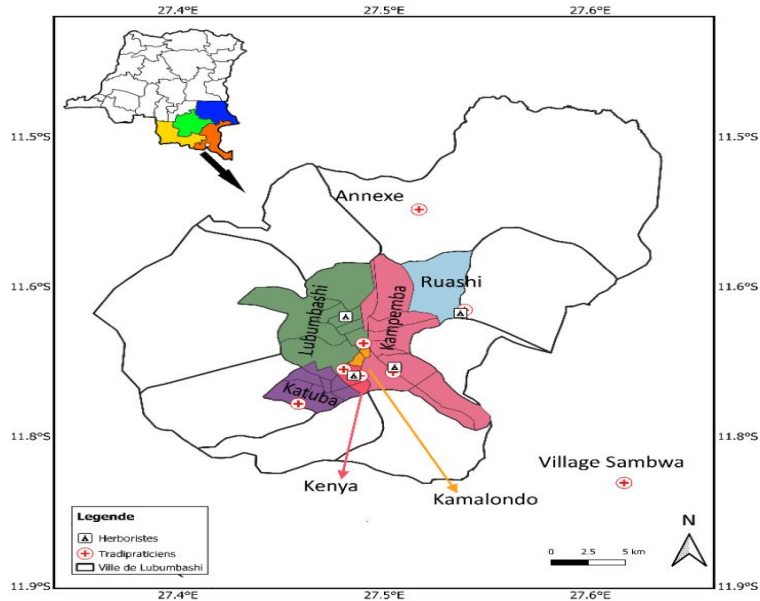 27.4°E 27.5°E 27.6°E
11.5°S 11.5°S
Annexe
11.6°S 11.6°S
Ruashi
Lubumbashi
Kampemba
Katuba
11.8°S 11.8°S
Village Sambwa
Kenya
Kamalondo
Legende
Herboristes
Tradipraticiens
Ville de Lubumbashi
N
0 2.5 5 km
11.9°S 11.9°S
27.4°E 27.5°E 27.6°E